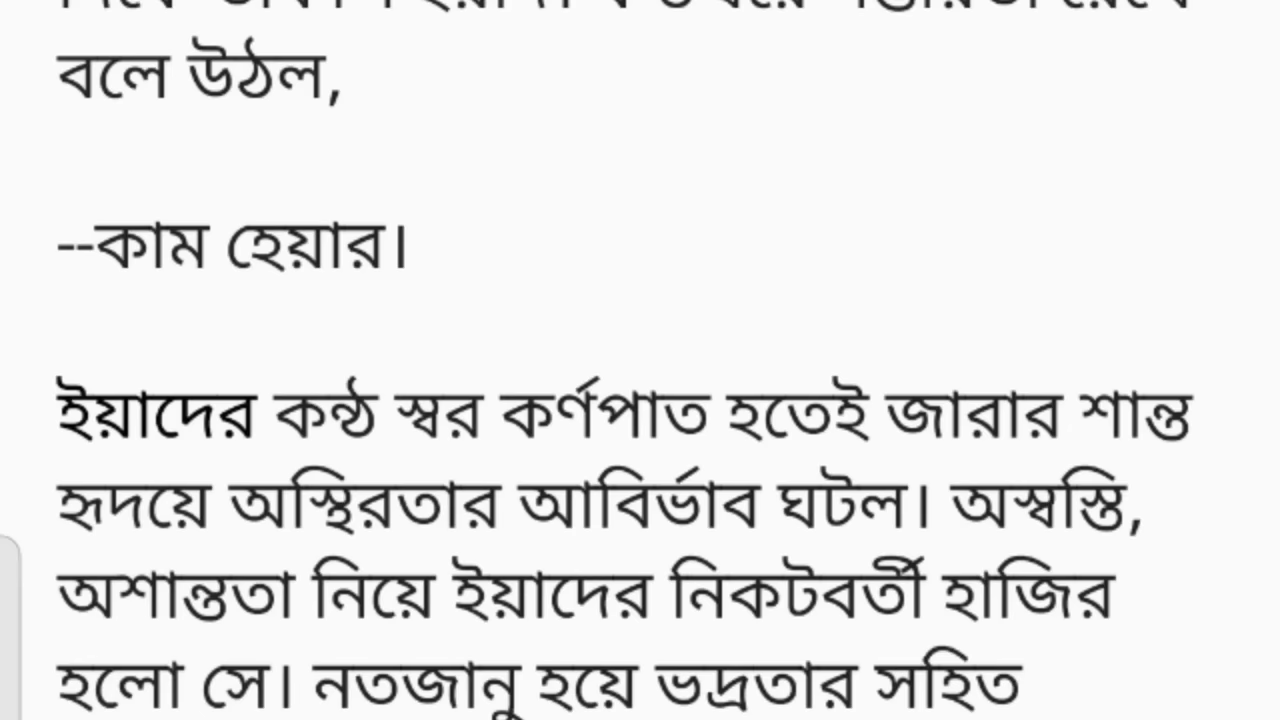 বলে উঠল,
--কাম হেয়ার।
ইয়াদের কন্ঠ স্বর কর্ণপাত হতেই জারার শান্ত
হৃদয়ে অস্থিরতার আবির্ভাব ঘটল। অস্বস্তি,
অশান্ততা নিয়ে ইয়াদের নিকটবর্তী হাজির
হলো সে। নতজানু হয়ে ভদ্রতার সহিত